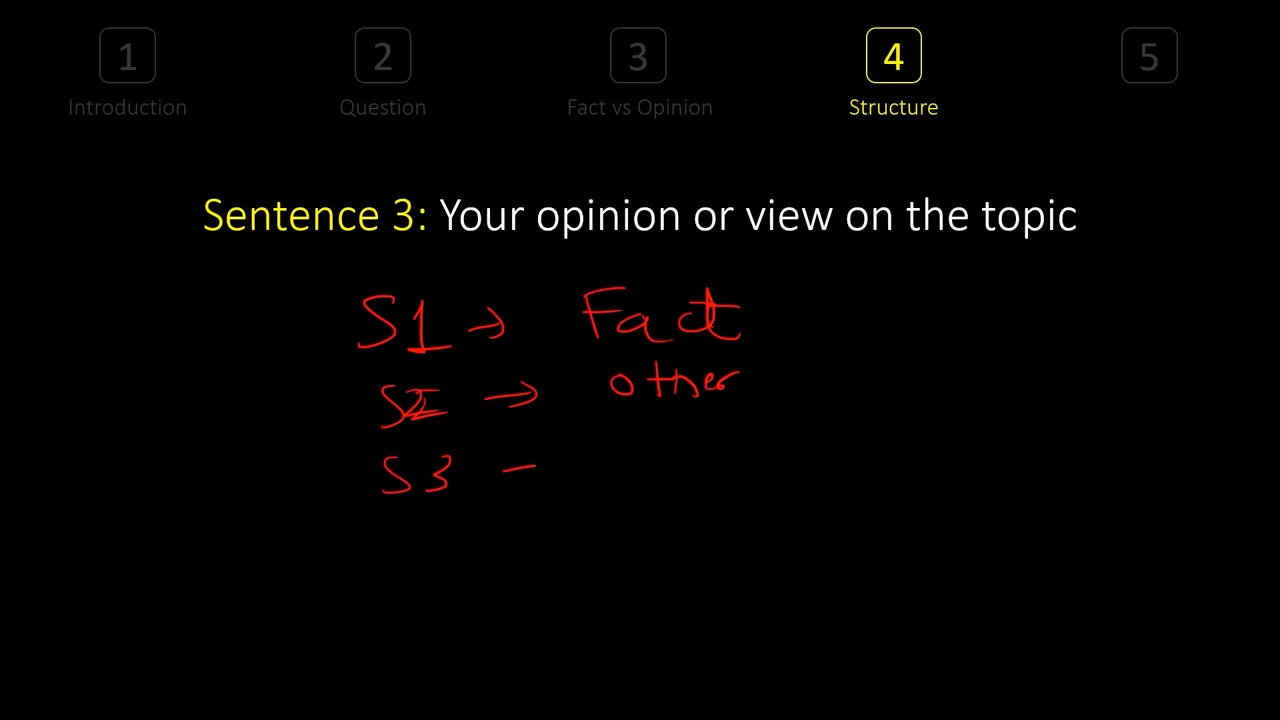 1 2 3 4 5
Introduction Question Fact vs Opinion Structure
Sentence 3: Your opinion or view on the topic
S1 → Fact
S2 → other
S3 –